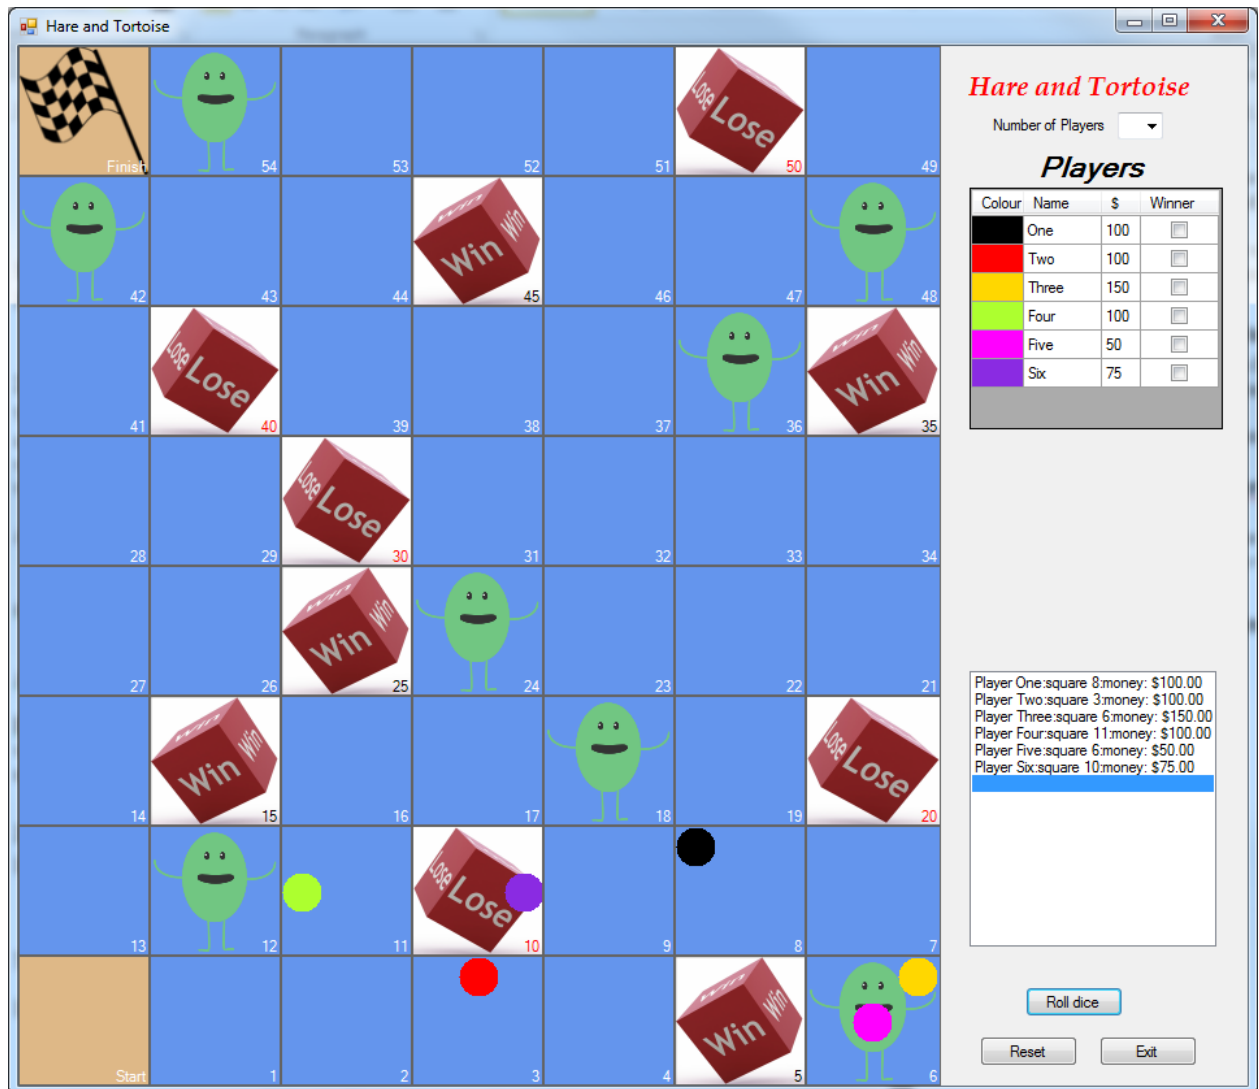 Hare and Tortoise
Finish 54 53 52 51 Lose Lose 50 49
42 43 44 Win Win Win 45 46 47 48
41 Lose Lose 40 39 38 37 36 Win Win Win 35
28 29 Lose Lose 30 31 32 33 34
27 26 Win Win Win 25 24 23 22 21
14 Win Win Win 15 16 17 18 19 Lose Lose 20
13 12 11 Lose Lose 10 9 8 7
Start 1 2 3 4 Win Win Win 5 6
Hare and Tortoise
Number of Players
Players
Colour Name $ Winner
One 100
Two 100
Three 150
Four 100
Five 50
Six 75
Player One:square 8:money: $100.00
Player Two:square 3:money: $100.00
Player Three:square 6:money: $150.00
Player Four:square 11:money: $100.00
Player Five:square 6:money: $50.00
Player Six:square 10:money: $75.00
Roll dice
Reset Exit